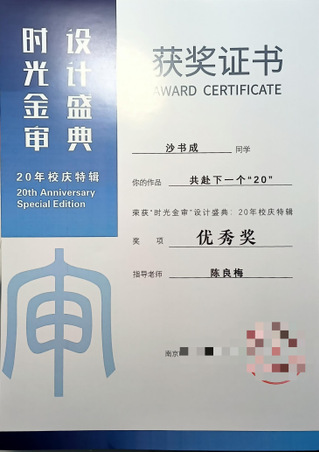 设计盛典
时光金审
20年校庆特辑
20th Anniversary
Special Edition
获奖证书
AWARD CERTIFICATE
沙书成 同学
你的作品 共赴下一个“20”
荣获“时光金审”设计盛典：20年校庆特辑
奖 项 优秀奖
指导老师 陈良梅
南京
审